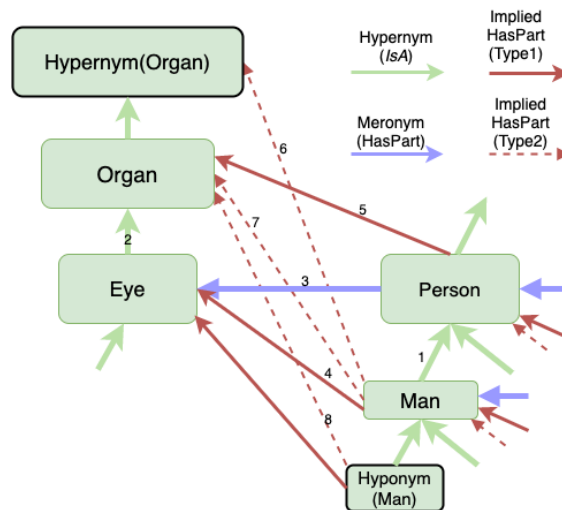 Hypernym
(IsA)
Implied
HasPart
(Type1)
Hypernym(Organ)
Meronym
(HasPart)
Implied
HasPart
(Type2)
6
Organ
5
7
2
Eye
3
Person
1
4
Man
8
Hyponym
(Man)